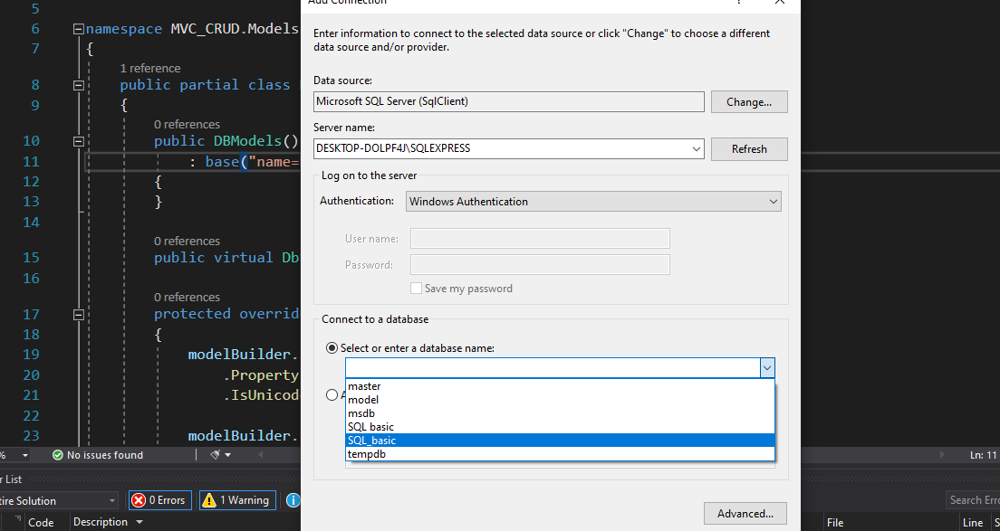 Add Connection
?
Enter information to connect to the selected data source or click "Change" to choose a different
data source and/or provider.
Data source:
Microsoft SQL Server (SqlClient)
Change...
Server name:
DESKTOP-DOLPF4J\SQLEXPRESS
Refresh
Log on to the server
Authentication:
Windows Authentication
User name:
Password:
Save my password
Connect to a database
Select or enter a database name:
master
model
msdb
SQL basic
SQL_basic
tempdb
Advanced...
5
6 namespace MVC_CRUD.Models
7 {
1 reference
8 public partial class
9 {
0 references
10 public DBModels()
11 : base("name=
12 {
13 }
14
0 references
15 public virtual Db
16
0 references
17 protected overrid
18 {
19 modelBuilder.
20 .Property
21 .IsUnicod
22
23 modelBuilder.
%
No issues found
Ln: 11
r List
tire Solution
0 Errors
1 Warning
Search Erro
Code
Description
File
Line